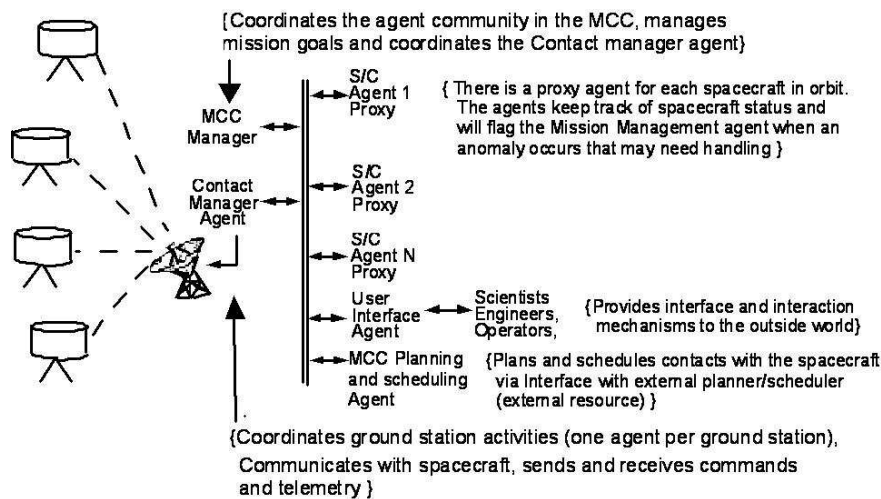 {Coordinates the agent community in the MCC, manages
mission goals and coordinates the Contact manager agent}
MCC
Manager
Contact
Manager
Agent
S/C
Agent 1
Proxy
{ There is a proxy agent for each spacecraft in orbit.
The agents keep track of spacecraft status and
will flag the Mission Management agent when an
anomaly occurs that may need handling }
S/C
Agent 2
Proxy
S/C
Agent N
Proxy
User
Interface
Agent
Scientists
Engineers,
Operators,
{Provides interface and interaction
mechanisms to the outside world}
MCC Planning
and scheduling
Agent
{Plans and schedules contacts with the spacecraft
via Interface with external planner/scheduler
(external resource) }
{Coordinates ground station activities (one agent per ground station),
Communicates with spacecraft, sends and receives commands
and telemetry }